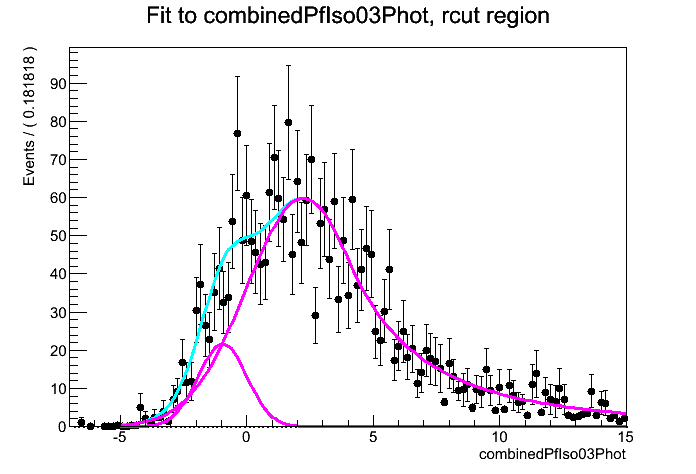 Fit to combinedPfIso03Phot, rcut region
Events / ( 0.181818 )
90
80
70
60
50
40
30
20
10
0
-5 0 5 10 15
combinedPfIso03Phot